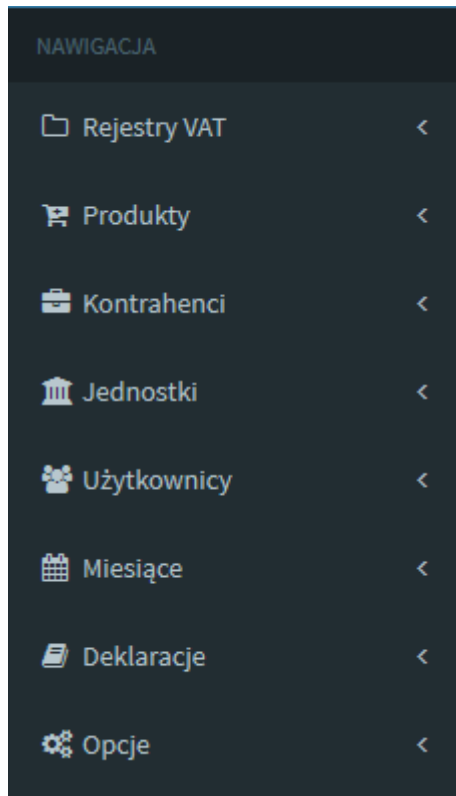 NAWIGACJA
Rejestry VAT
Produkty
Kontrahenci
Jednostki
Użytkownicy
Miesiące
Deklaracje
Opcje